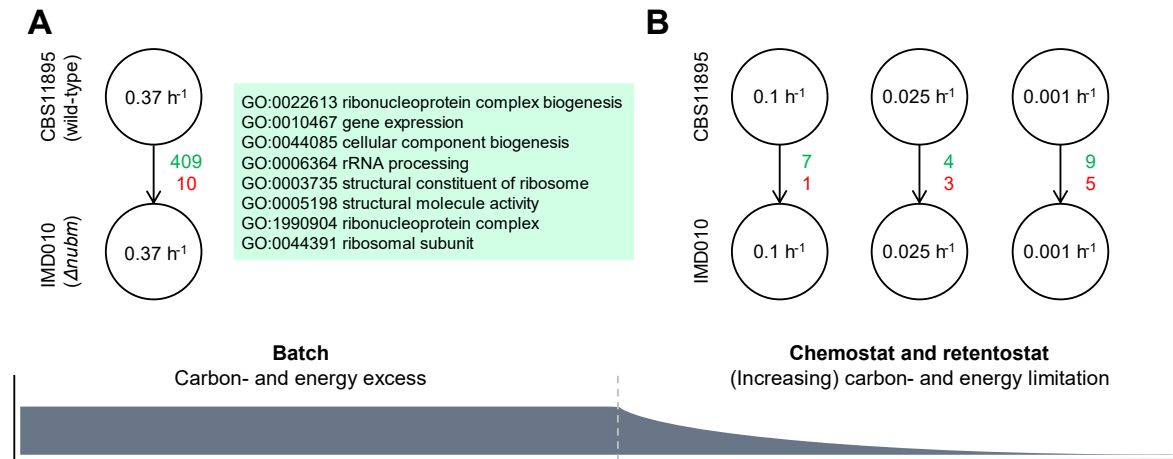 A
CBS11895
(wild-type)
0.37 h⁻¹
409
10
IMD010
(Δnubm)
0.37 h⁻¹
GO:0022613 ribonucleoprotein complex biogenesis
GO:0010467 gene expression
GO:0044085 cellular component biogenesis
GO:0006364 rRNA processing
GO:0003735 structural constituent of ribosome
GO:0005198 structural molecule activity
GO:1990904 ribonucleoprotein complex
GO:0044391 ribosomal subunit
B
CBS11895
0.1 h⁻¹
0.025 h⁻¹
0.001 h⁻¹
7
1
4
3
9
5
IMD010
0.1 h⁻¹
0.025 h⁻¹
0.001 h⁻¹
Batch
Carbon- and energy excess
Chemostat and retentostat
(Increasing) carbon- and energy limitation